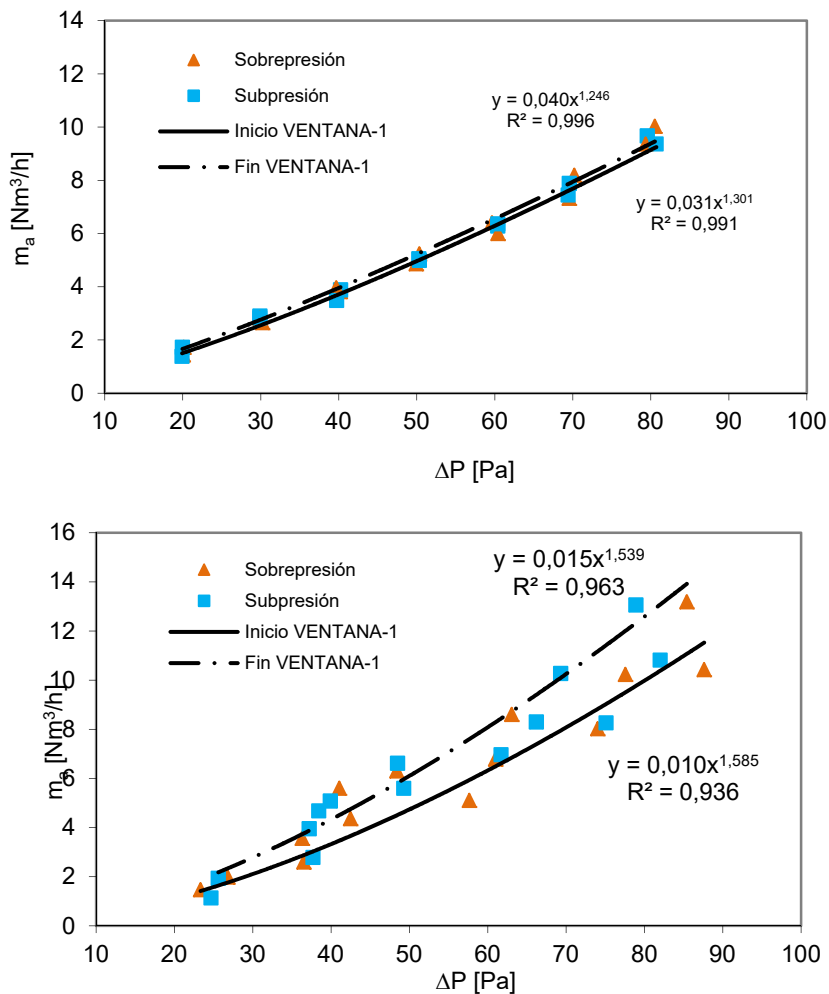 14
12
10
8
6
4
2
0
Sobrepresión
Subpresión
Inicio VENTANA-1
Fin VENTANA-1
y = 0,040x^1,246
R² = 0,996
y = 0,031x^1,301
R² = 0,991
mₐ [Nm³/h]
10 20 30 40 50 60 70 80 90 100
ΔP [Pa]
16
14
12
10
8
6
4
2
0
Sobrepresión
Subpresión
Inicio VENTANA-1
Fin VENTANA-1
y = 0,015x^1,539
R² = 0,963
y = 0,010x^1,585
R² = 0,936
mₐ [Nm³/h]
10 20 30 40 50 60 70 80 90 100
ΔP [Pa]